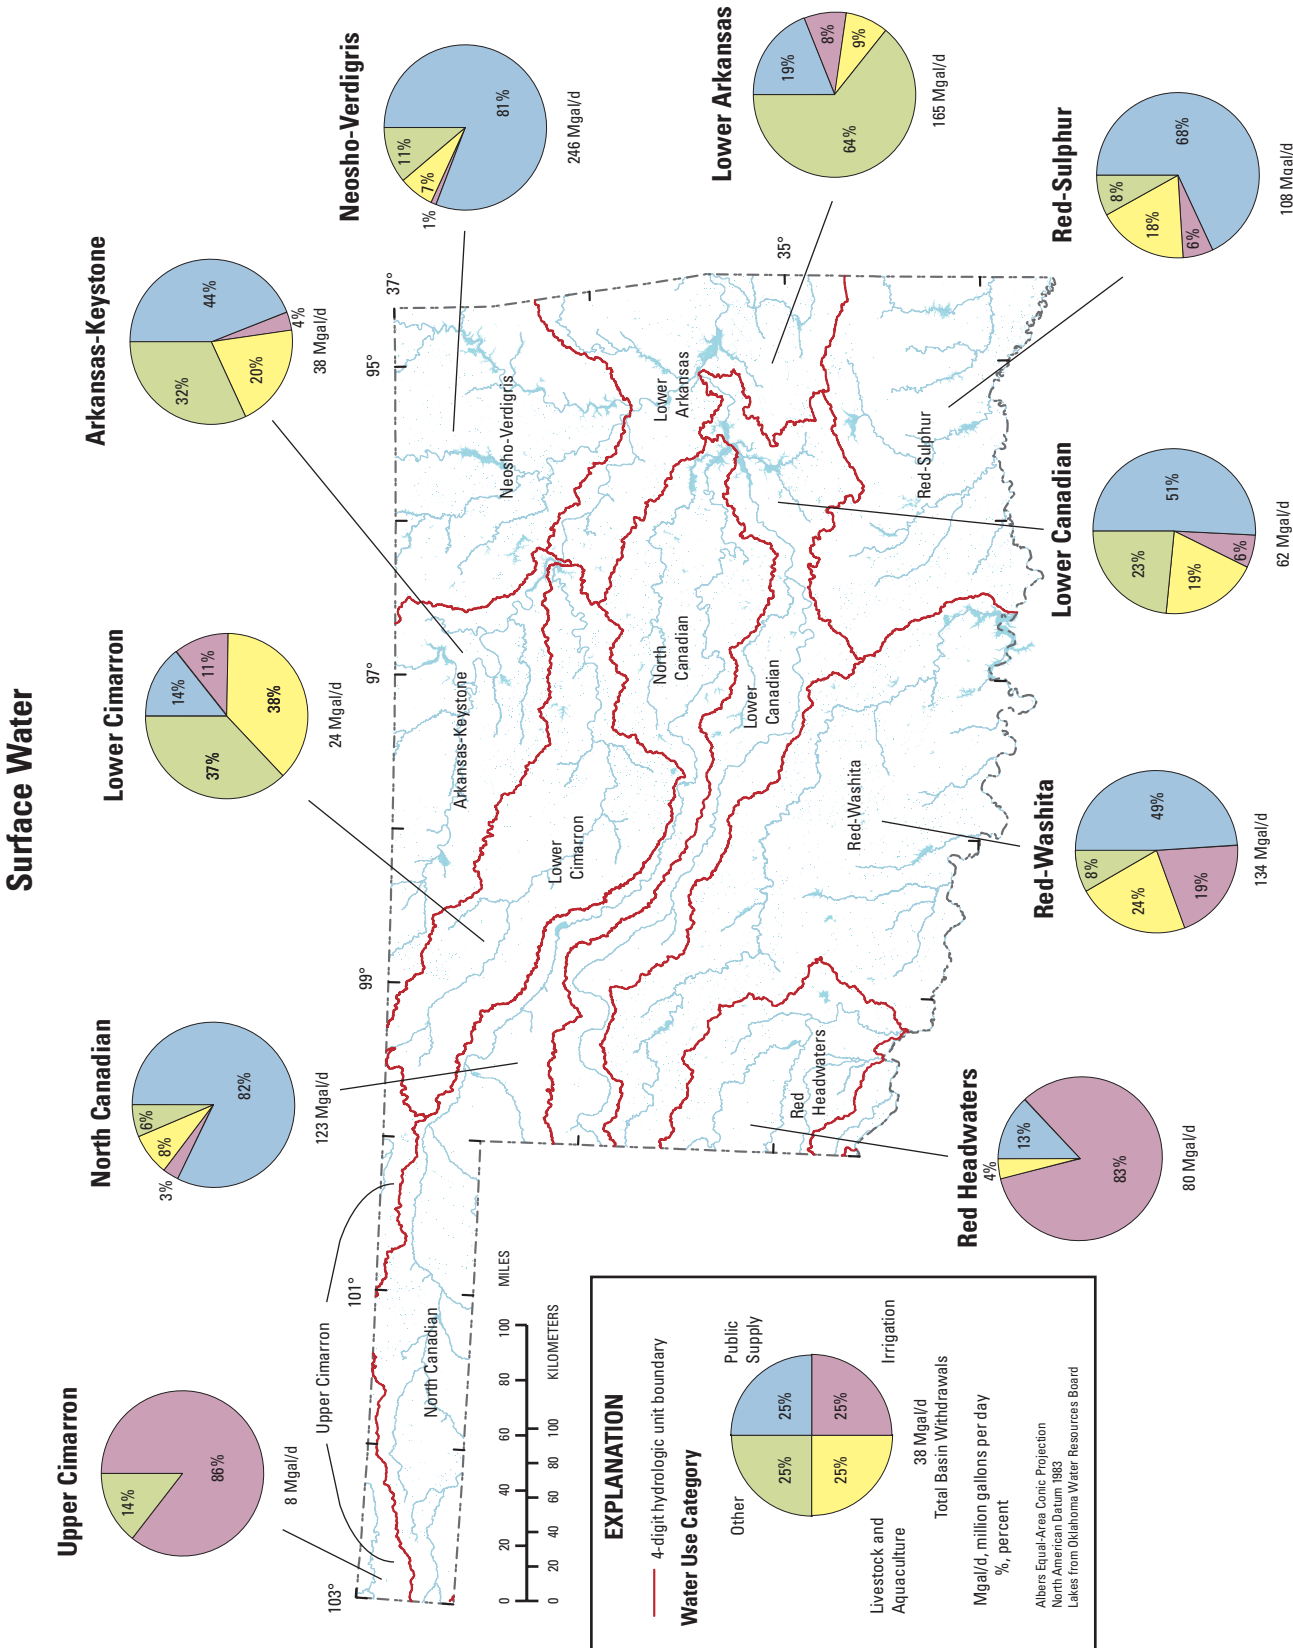 Surface Water
Upper Cimarron
14%
86%
8 Mgal/d
North Canadian
6%
8%
3%
82%
123 Mgal/d
Lower Cimarron
14%
11%
38%
37%
24 Mgal/d
Arkansas-Keystone
44%
4%
20%
32%
38 Mgal/d
Neosho-Verdigris
11%
7%
1%
81%
246 Mgal/d
Lower Arkansas
19%
8%
9%
64%
165 Mgal/d
Red-Sulphur
8%
18%
6%
68%
108 Mgal/d
Lower Canadian
51%
6%
19%
23%
62 Mgal/d
Red-Washita
8%
24%
19%
49%
134 Mgal/d
Red Headwaters
4%
13%
83%
80 Mgal/d
103°
101°
99°
97°
95°
37°
35°
Upper Cimarron
North Canadian
Lower
Cimarron
Arkansas-Keystone
Neosho-Verdigris
Lower
Arkansas
North
Canadian
Lower
Canadian
Red-Sulphur
Red-Washita
Red
Headwaters
0 20 40 60 80 100 MILES
0 20 40 60 80 100 KILOMETERS
EXPLANATION
4-digit hydrologic unit boundary
Water Use Category
Other
Public
Supply
25%
25%
25%
25%
Livestock and
Aquaculture
Irrigation
38 Mgal/d
Total Basin Withdrawals
Mgal/d, million gallons per day
%, percent
Albers Equal-Area Conic Projection
North American Datum 1983
Lakes from Oklahoma Water Resources Board